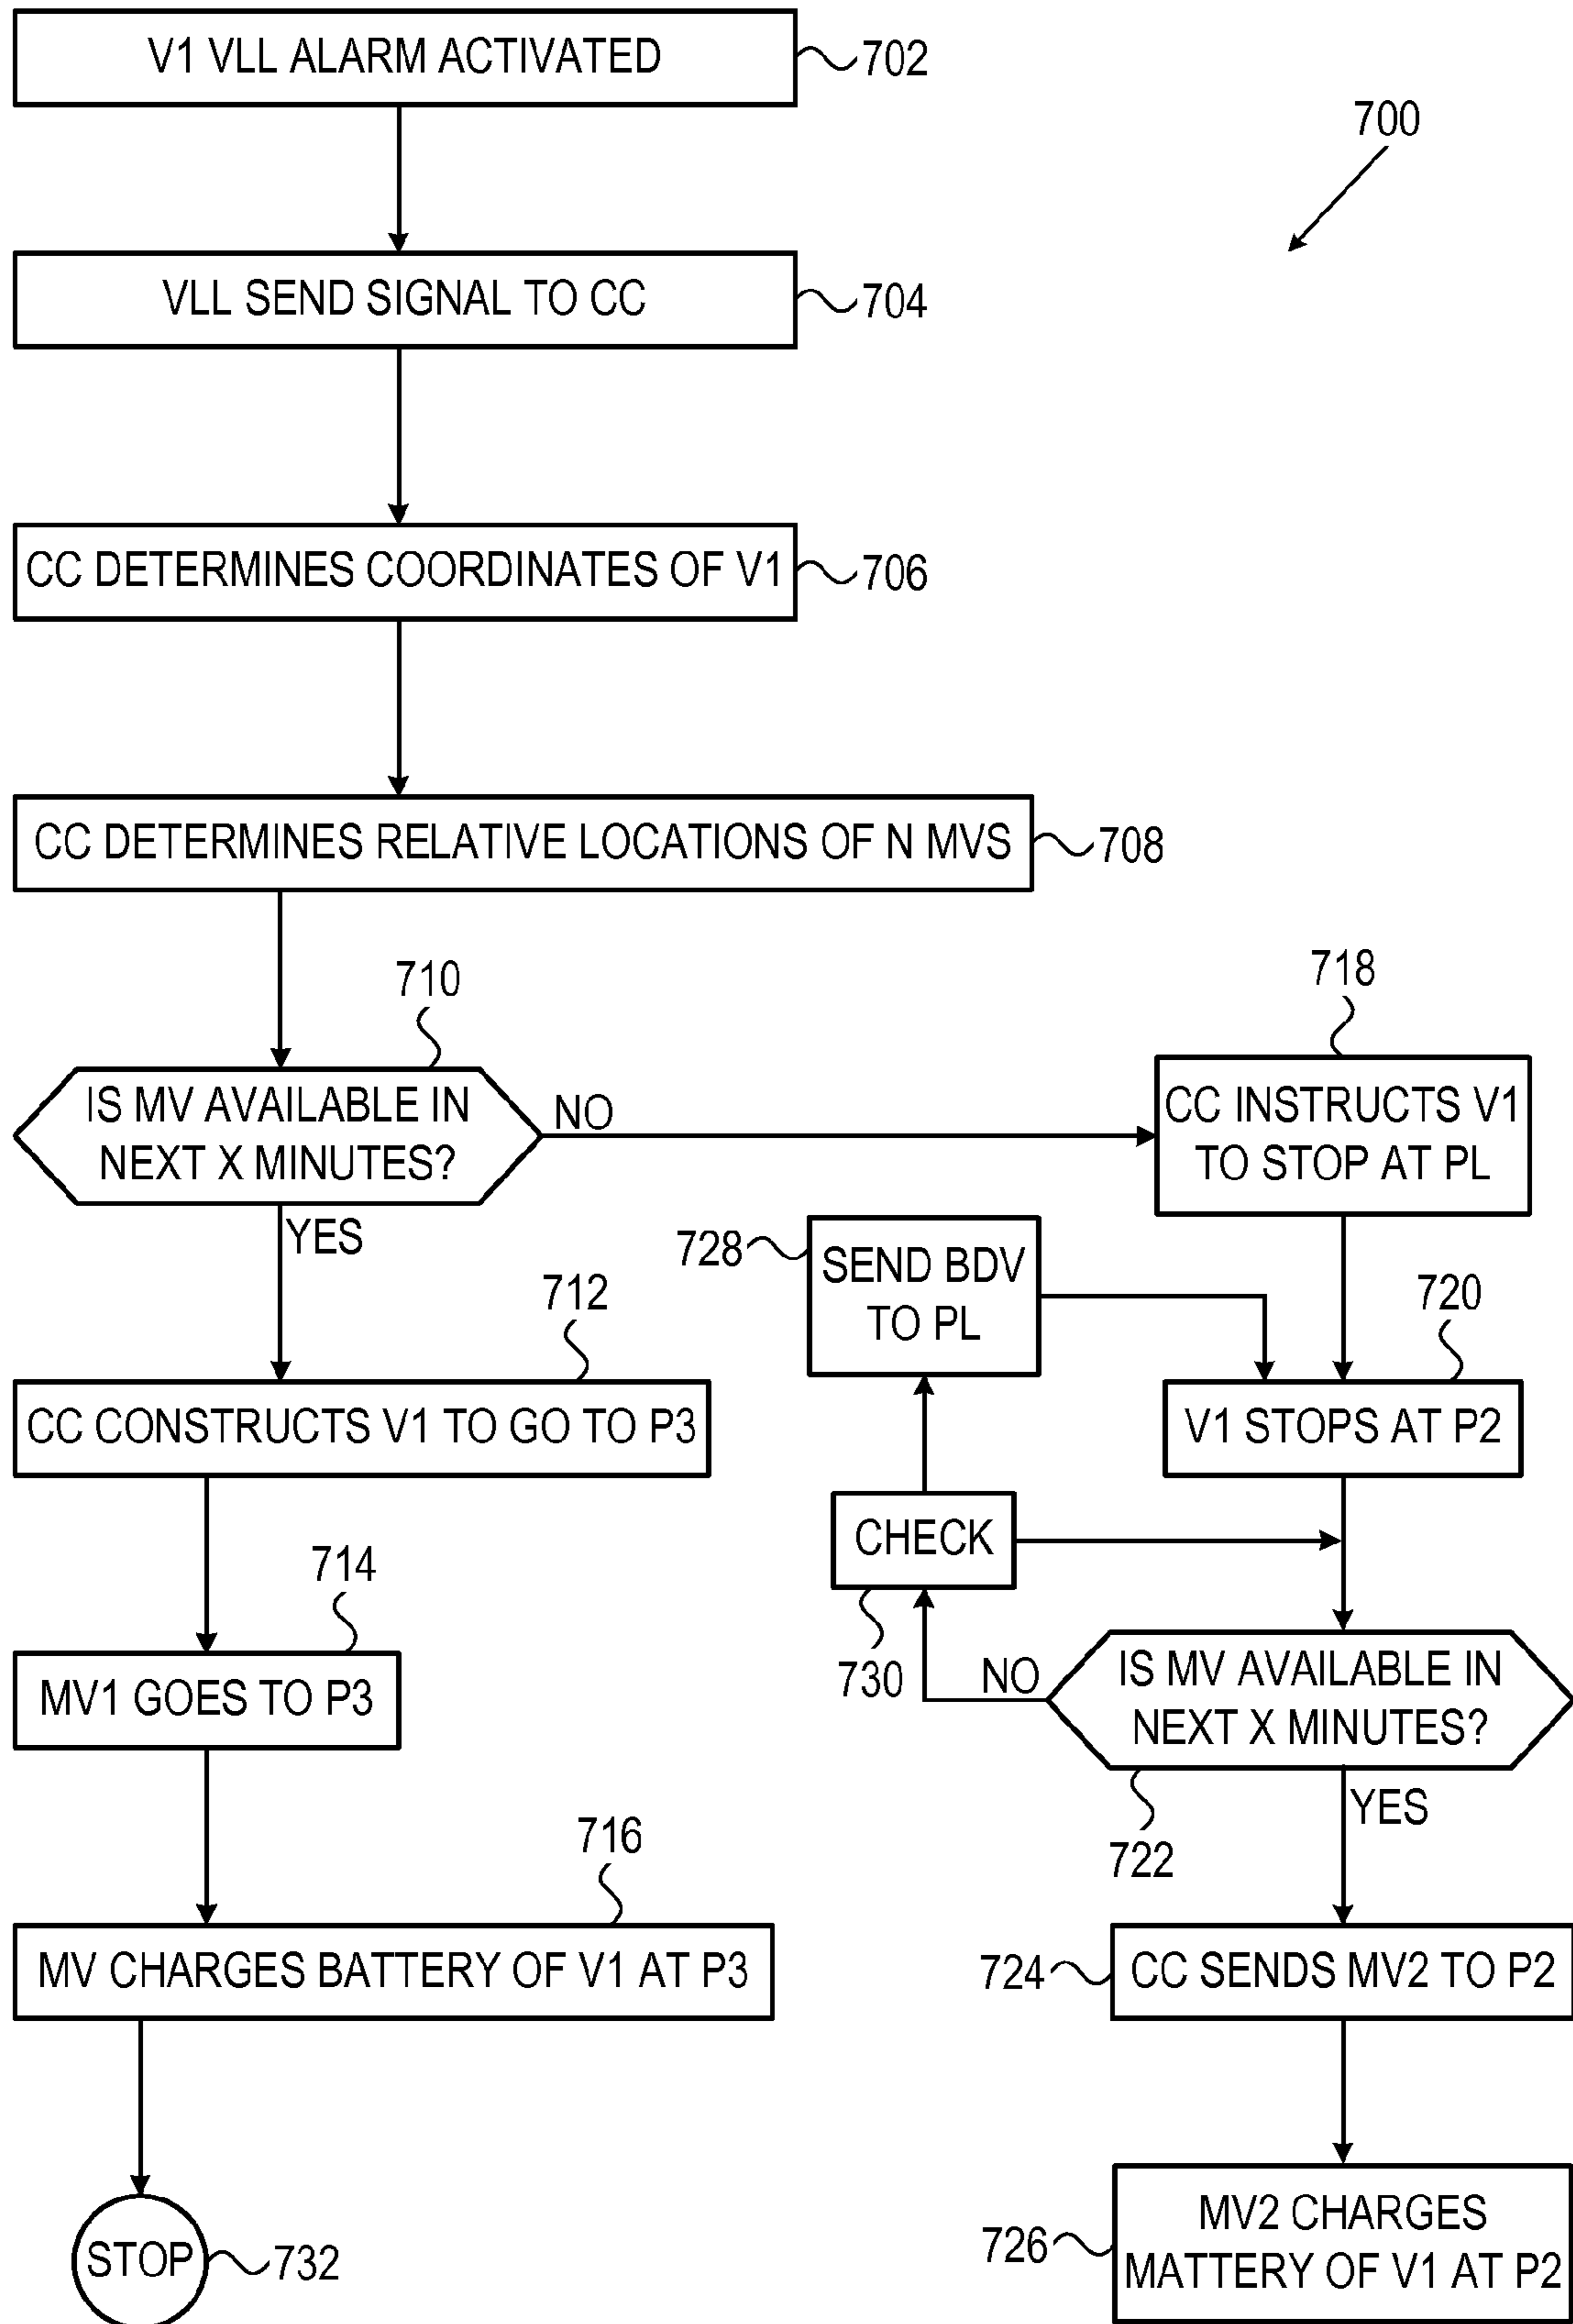 V1 VLL ALARM ACTIVATED
702
700
VLL SEND SIGNAL TO CC
704
CC DETERMINES COORDINATES OF V1
706
CC DETERMINES RELATIVE LOCATIONS OF N MVS
708
710
IS MV AVAILABLE IN
NEXT X MINUTES?
NO
YES
718
CC INSTRUCTS V1
TO STOP AT PL
728
SEND BDV
TO PL
712
CC CONSTRUCTS V1 TO GO TO P3
720
V1 STOPS AT P2
CHECK
730
714
MV1 GOES TO P3
NO
IS MV AVAILABLE IN
NEXT X MINUTES?
722
YES
716
MV CHARGES BATTERY OF V1 AT P3
724
CC SENDS MV2 TO P2
STOP
732
726
MV2 CHARGES
MATTERY OF V1 AT P2